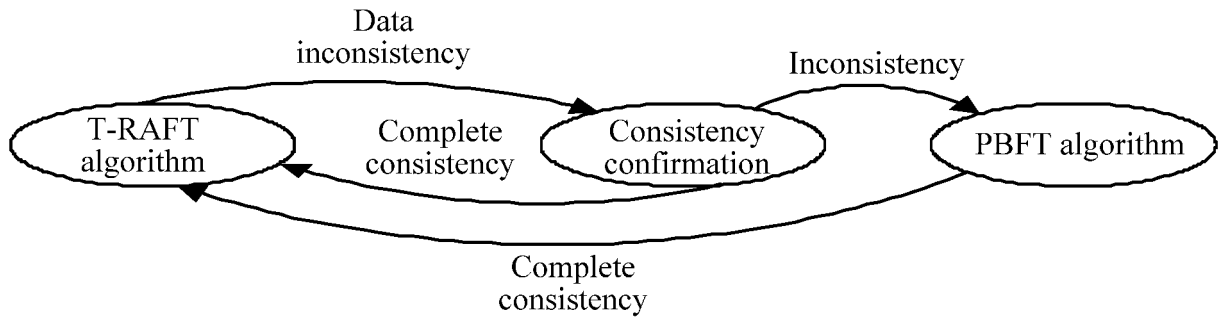 Data
inconsistency
Inconsistency
T-RAFT
algorithm
Complete
consistency
Consistency
confirmation
PBFT algorithm
Complete
consistency